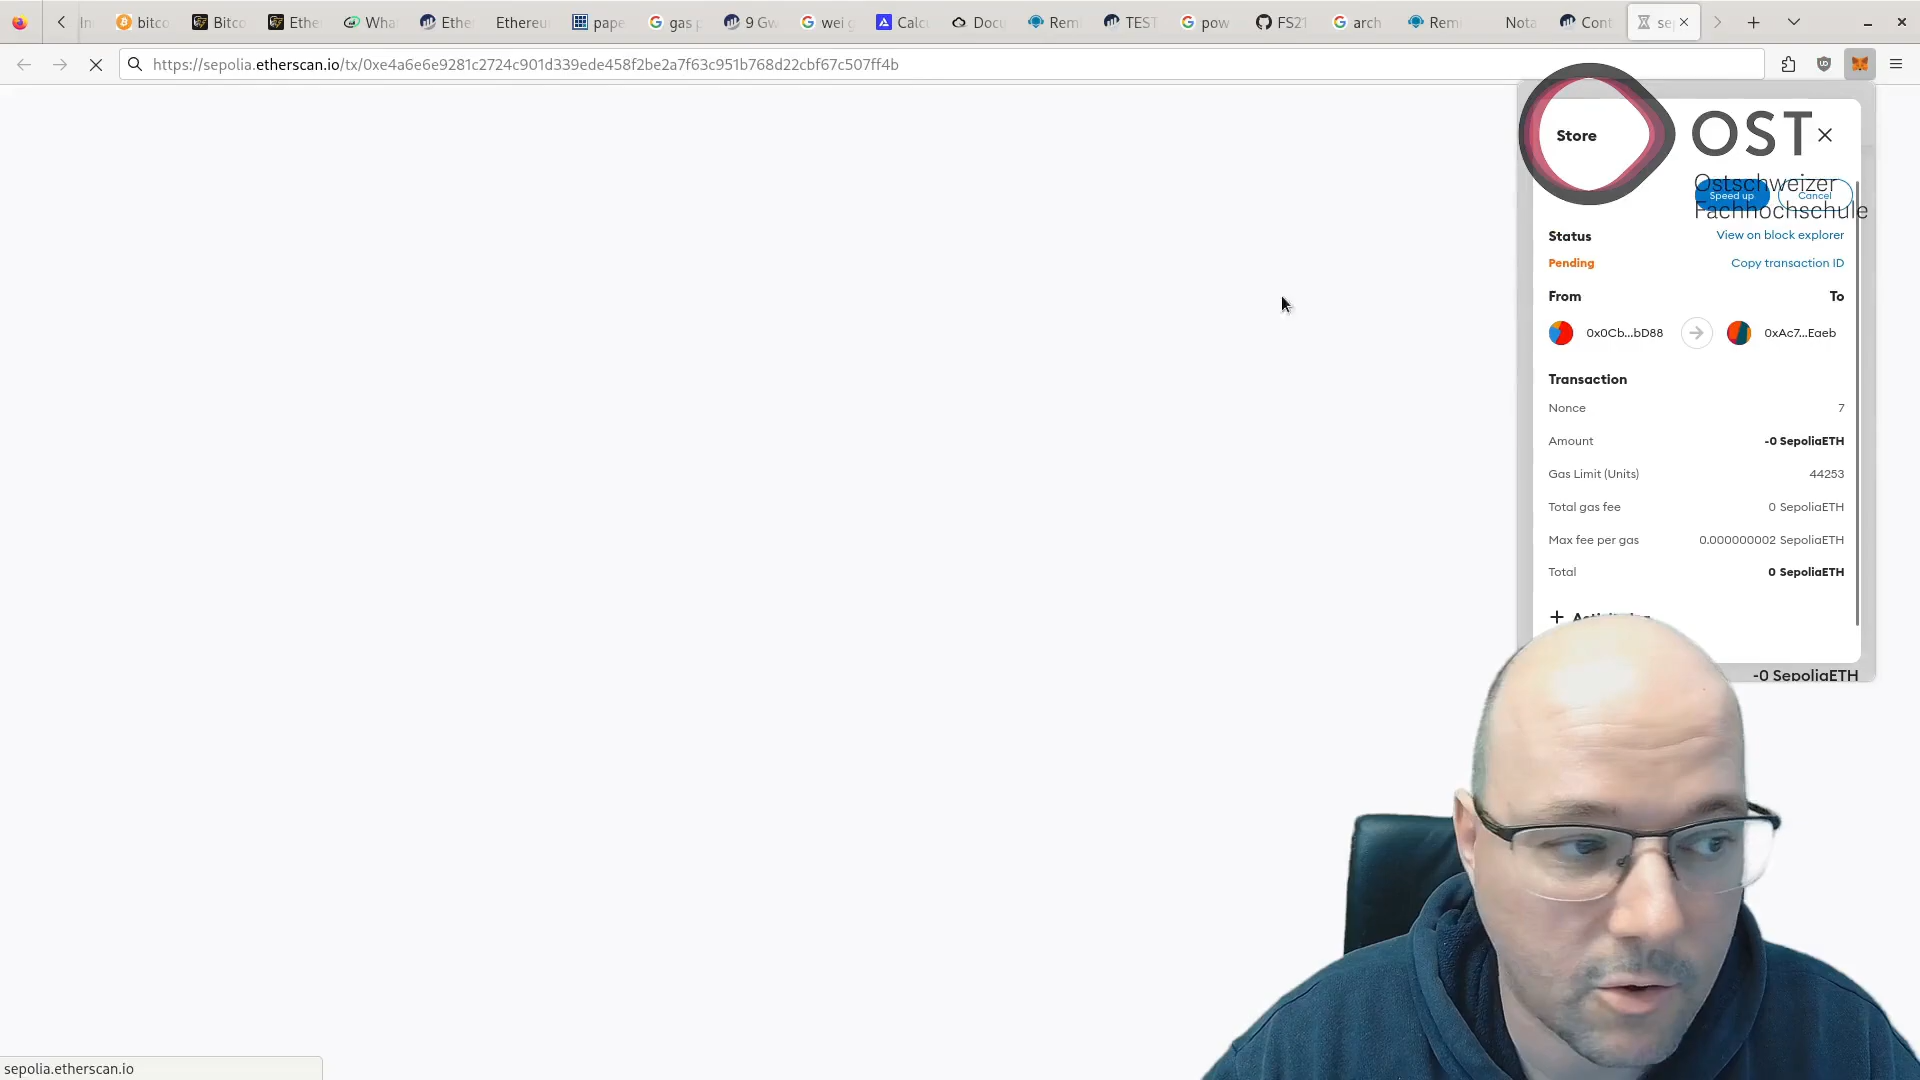 In
bitco
Bitco
Ethe
Wha
Ethe
Ethereu
pape
gas p
9 Gw
wei g
Calc
Docu
Rem
TEST
pow
FS21
arch
Rem
Nota
Cont
se
https://sepolia.etherscan.io/tx/0xe4a6e6e9281c2724c901d339ede458f2be2a7f63c951b768d22cbf67c507ff4b
Store
OST
Ostschweizer
Fachhochschule
Speed up
Cancel
Status
View on block explorer
Pending
Copy transaction ID
From
To
0x0Cb...bD88
0xAc7...Eaeb
Transaction
Nonce
7
Amount
-0 SepoliaETH
Gas Limit (Units)
44253
Total gas fee
0 SepoliaETH
Max fee per gas
0.000000002 SepoliaETH
Total
0 SepoliaETH
-0 SepoliaETH
sepolia.etherscan.io